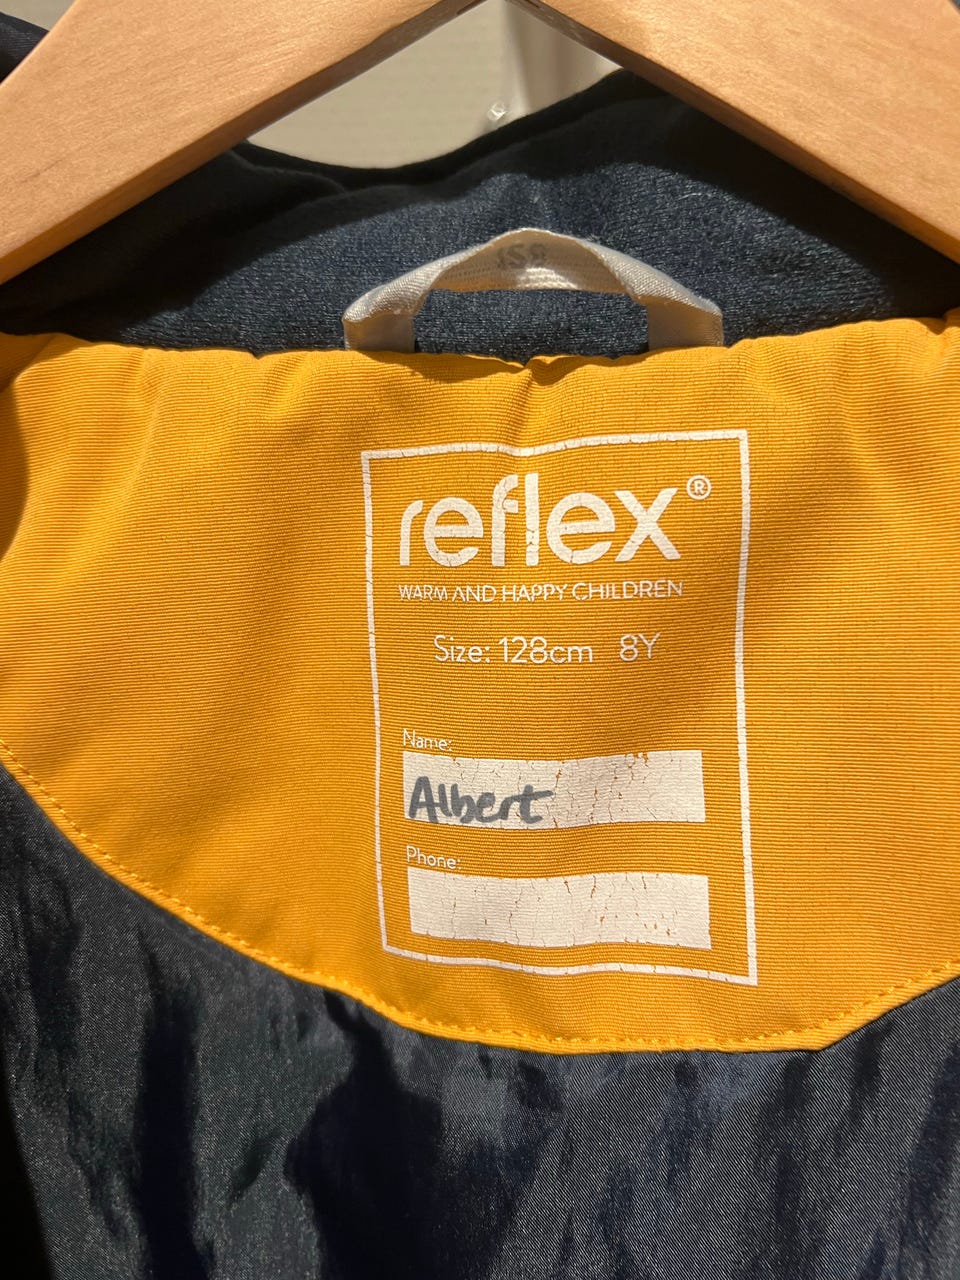 reflex®
WARM AND HAPPY CHILDREN
Size: 128cm 8Y
Name:
Albert
Phone: